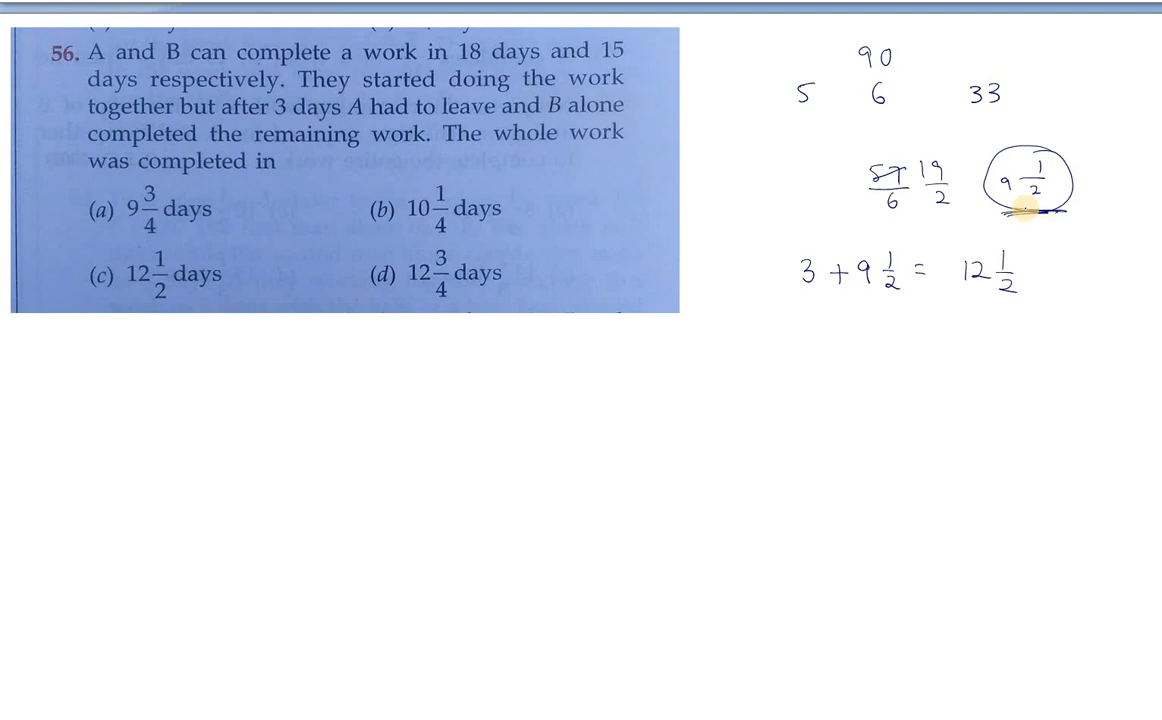 56. A and B can complete a work in 18 days and 15
days respectively. They started doing the work
together but after 3 days A had to leave and B alone
completed the remaining work. The whole work
was completed in
(a) 9 3/4 days (b) 10 1/4 days
(c) 12 1/2 days (d) 12 3/4 days
90
5 6 33
57/6 19/2 9 1/2
3 + 9 1/2 = 12 1/2